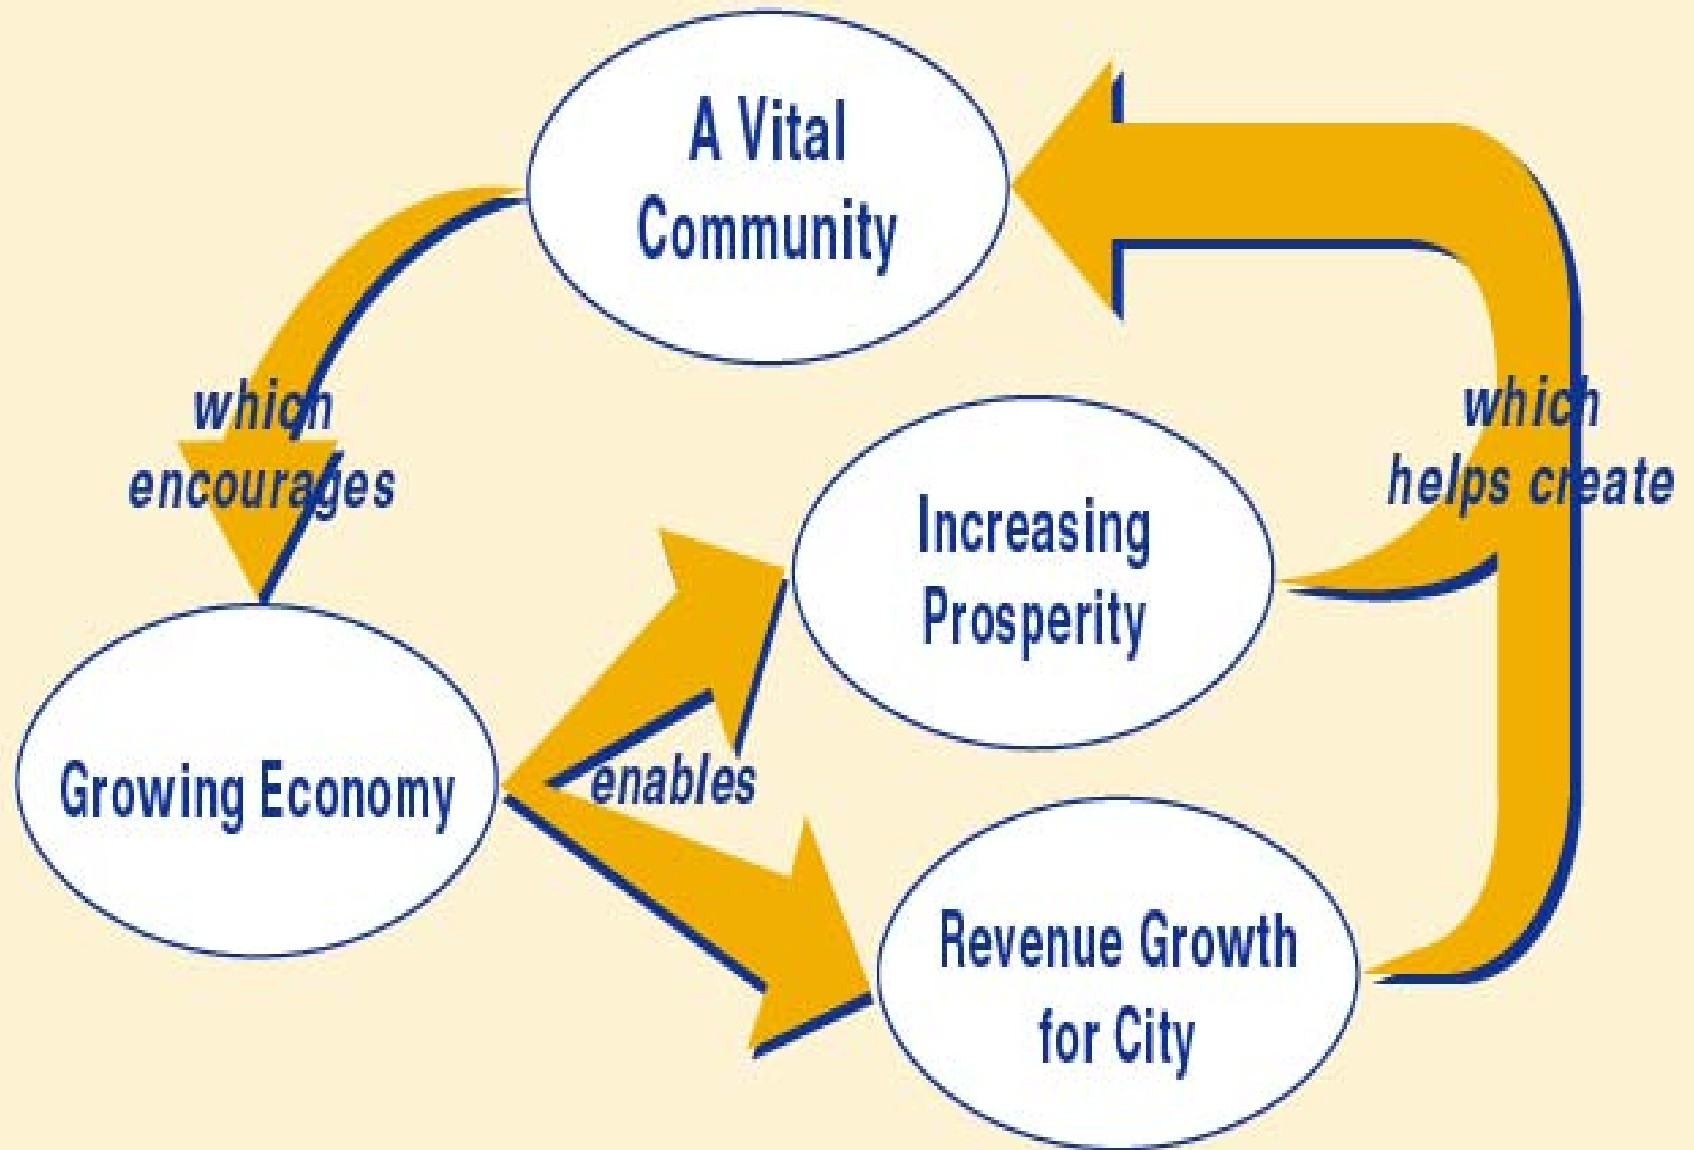 A Vital
Community
which
encourages
which
helps create
Increasing
Prosperity
Growing Economy
enables
Revenue Growth
for City